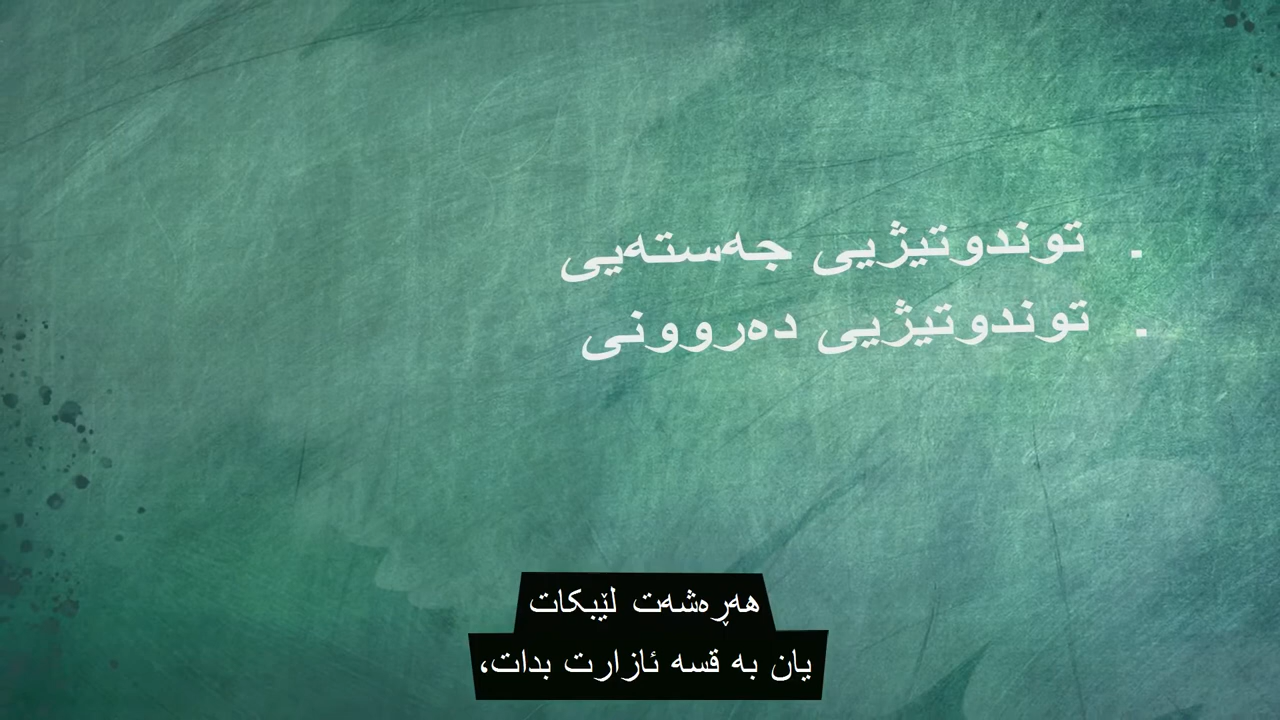 . توندوتیژیی جەستەیی
. توندوتیژیی دەروونی
هەڕەشەت لێبکات
یان بە قسە ئازارت بدات،